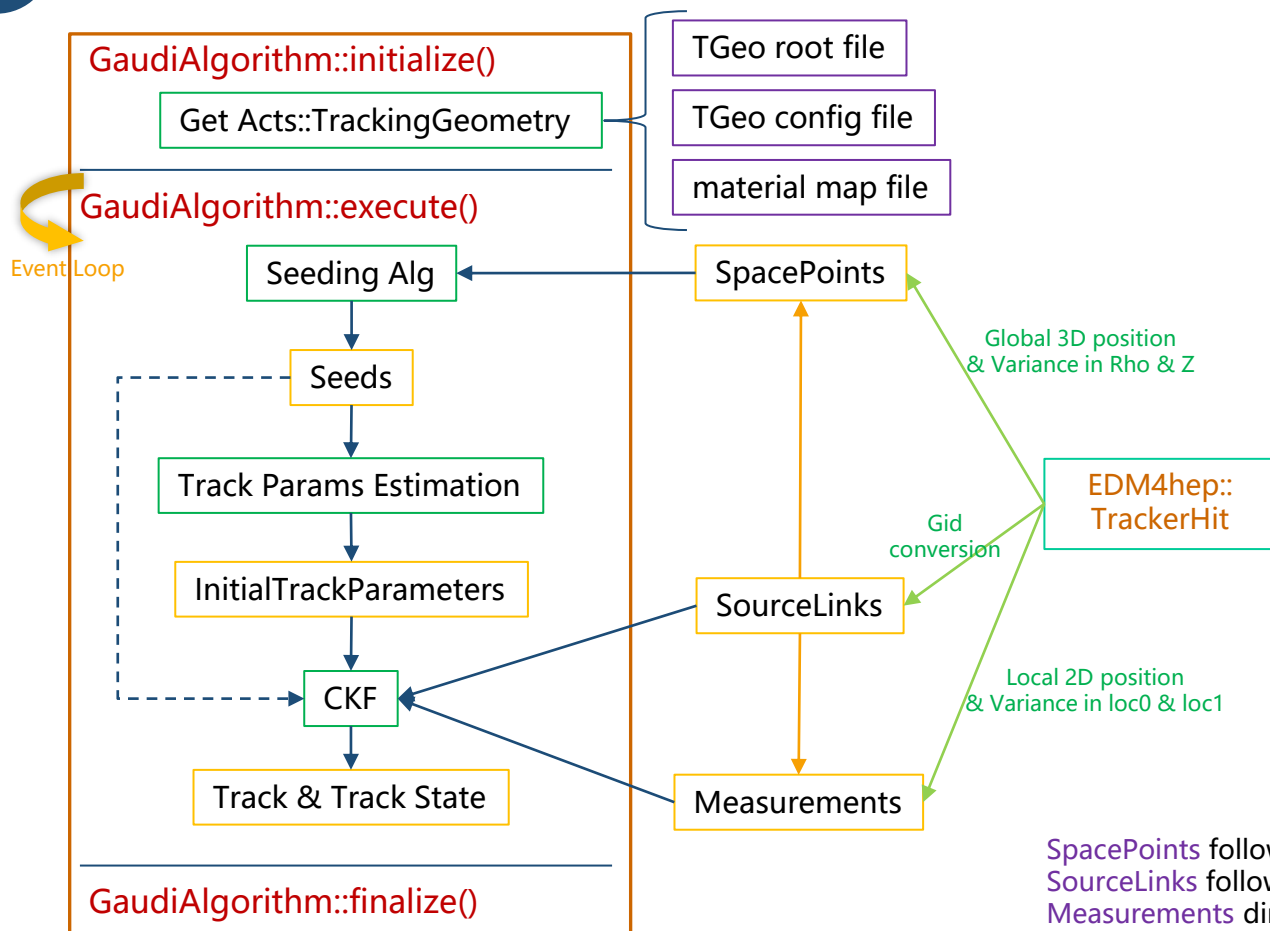 GaudiAlgorithm::initialize()
Get Acts::TrackingGeometry
TGeo root file
TGeo config file
material map file
GaudiAlgorithm::execute()
Event Loop
Seeding Alg
SpacePoints
Global 3D position
& Variance in Rho & Z
Seeds
Track Params Estimation
EDM4hep::
TrackerHit
Gid
conversion
InitialTrackParameters
SourceLinks
CKF
Local 2D position
& Variance in loc0 & loc1
Track & Track State
Measurements
SpacePoints
SourceLinks
Measurements
GaudiAlgorithm::finalize()